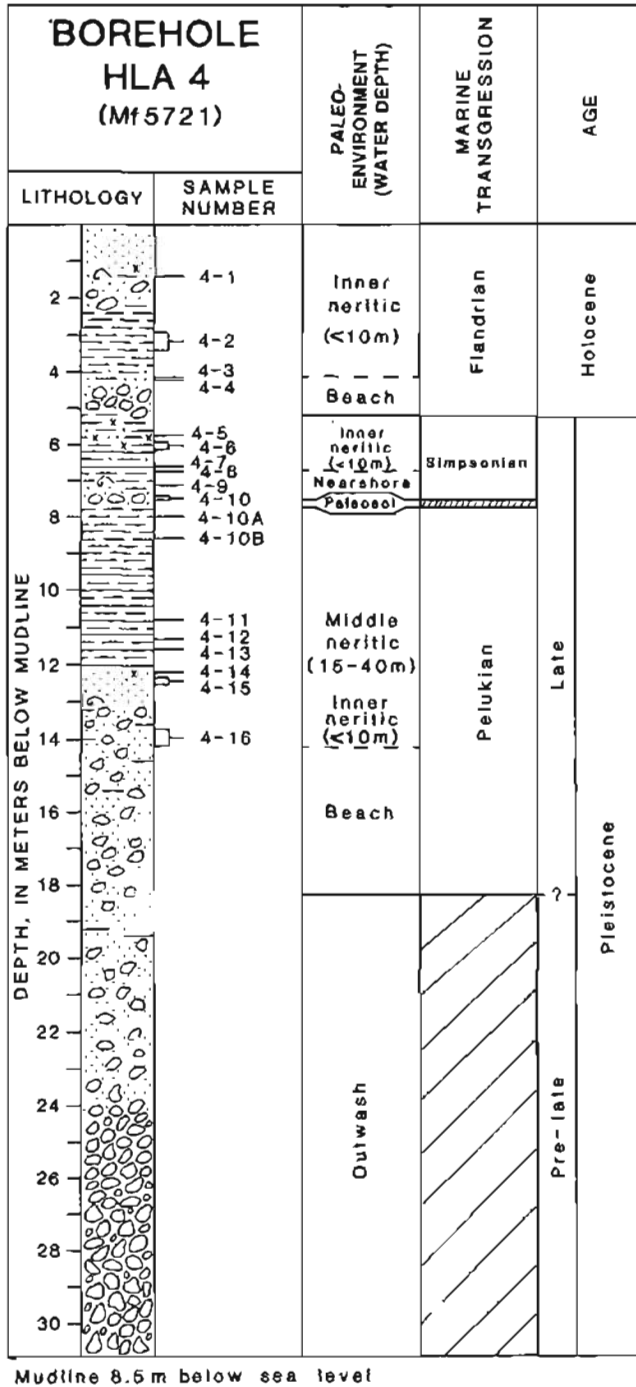 BOREHOLE
HLA 4
(Mf5721)
PALEO-
ENVIRONMENT
(WATER DEPTH)
MARINE
TRANSGRESSION
AGE
LITHOLOGY
SAMPLE
NUMBER
DEPTH, IN METERS BELOW MUDLINE
2
4
6
8
10
12
14
16
18
20
22
24
26
28
30
4-1
4-2
4-3
4-4
4-5
4-6
4-7
4-8
4-9
4-10
4-10A
4-10B
4-11
4-12
4-13
4-14
4-15
4-16
Inner
neritic
(<10m)
Beach
Inner
neritic
(<10m)
Nearshore
Paleosol
Middle
neritic
(15-40m)
Inner
neritic
(<10m)
Beach
Outwash
Flandrian
Simpsonian
Pelukian
Holocene
Late
?
Pre-late
Pleistocene
Mudline 8.5m below sea level